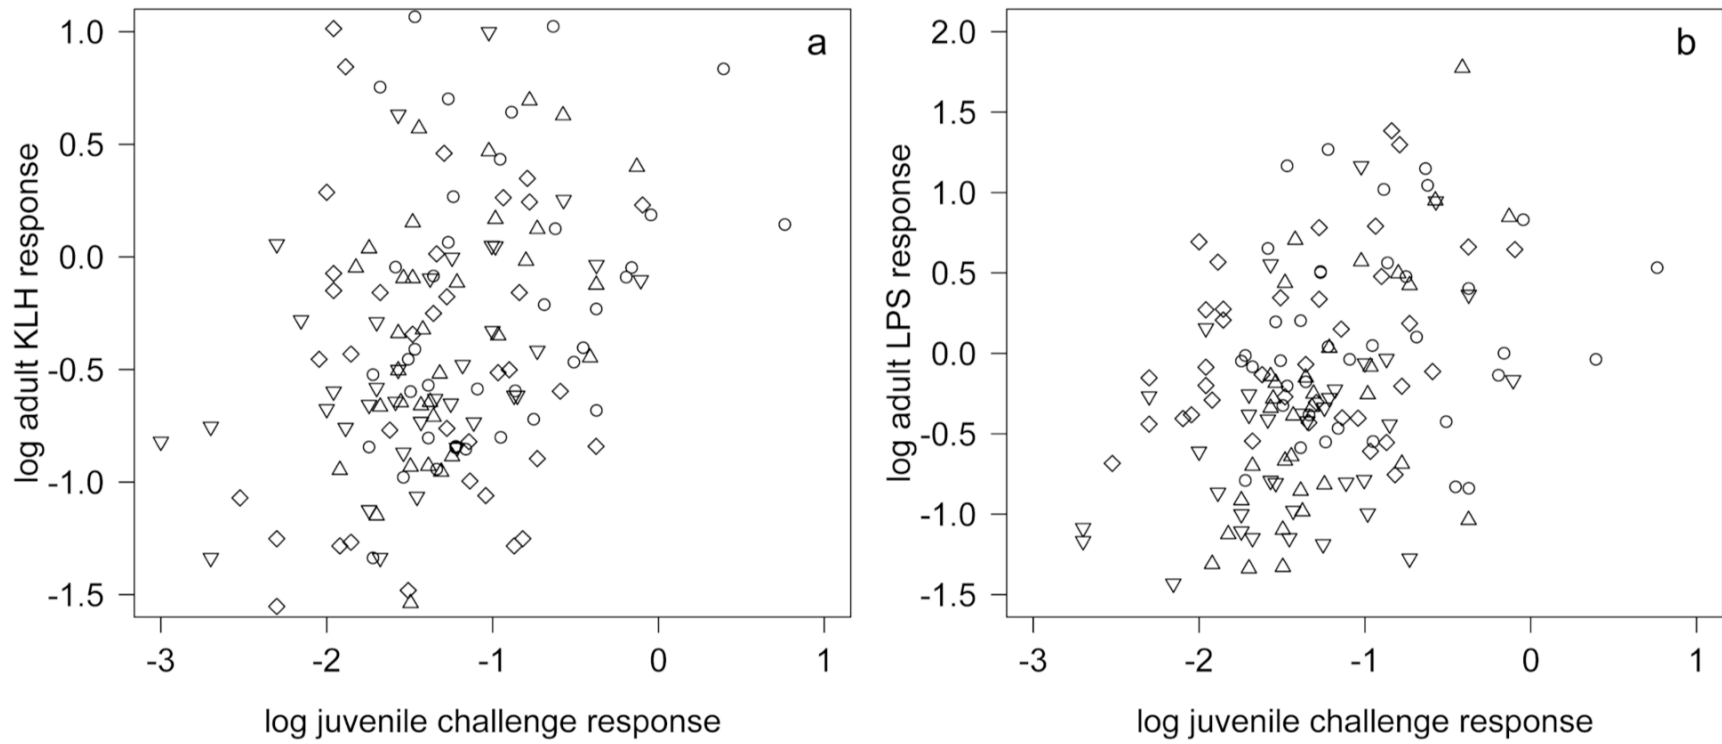 a
log adult KLH response
1.0
0.5
0.0
-0.5
-1.0
-1.5
-3 -2 -1 0 1
log juvenile challenge response
b
log adult LPS response
2.0
1.5
1.0
0.5
0.0
-0.5
-1.0
-1.5
-3 -2 -1 0 1
log juvenile challenge response